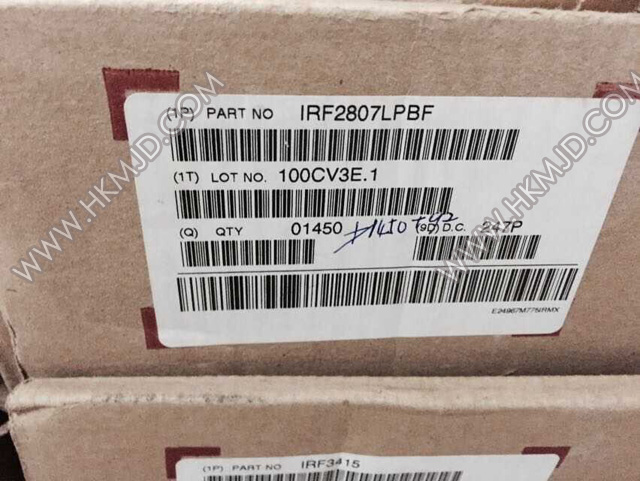 (1P) PART NO IRF2807LPBF
(1T) LOT NO. 100CV3E.1
(Q) QTY 01450 (9D) D.C. 247P
(1P) PART NO IRF3415
WWW.HKMJD.COM
WWW.HKMJD.COM